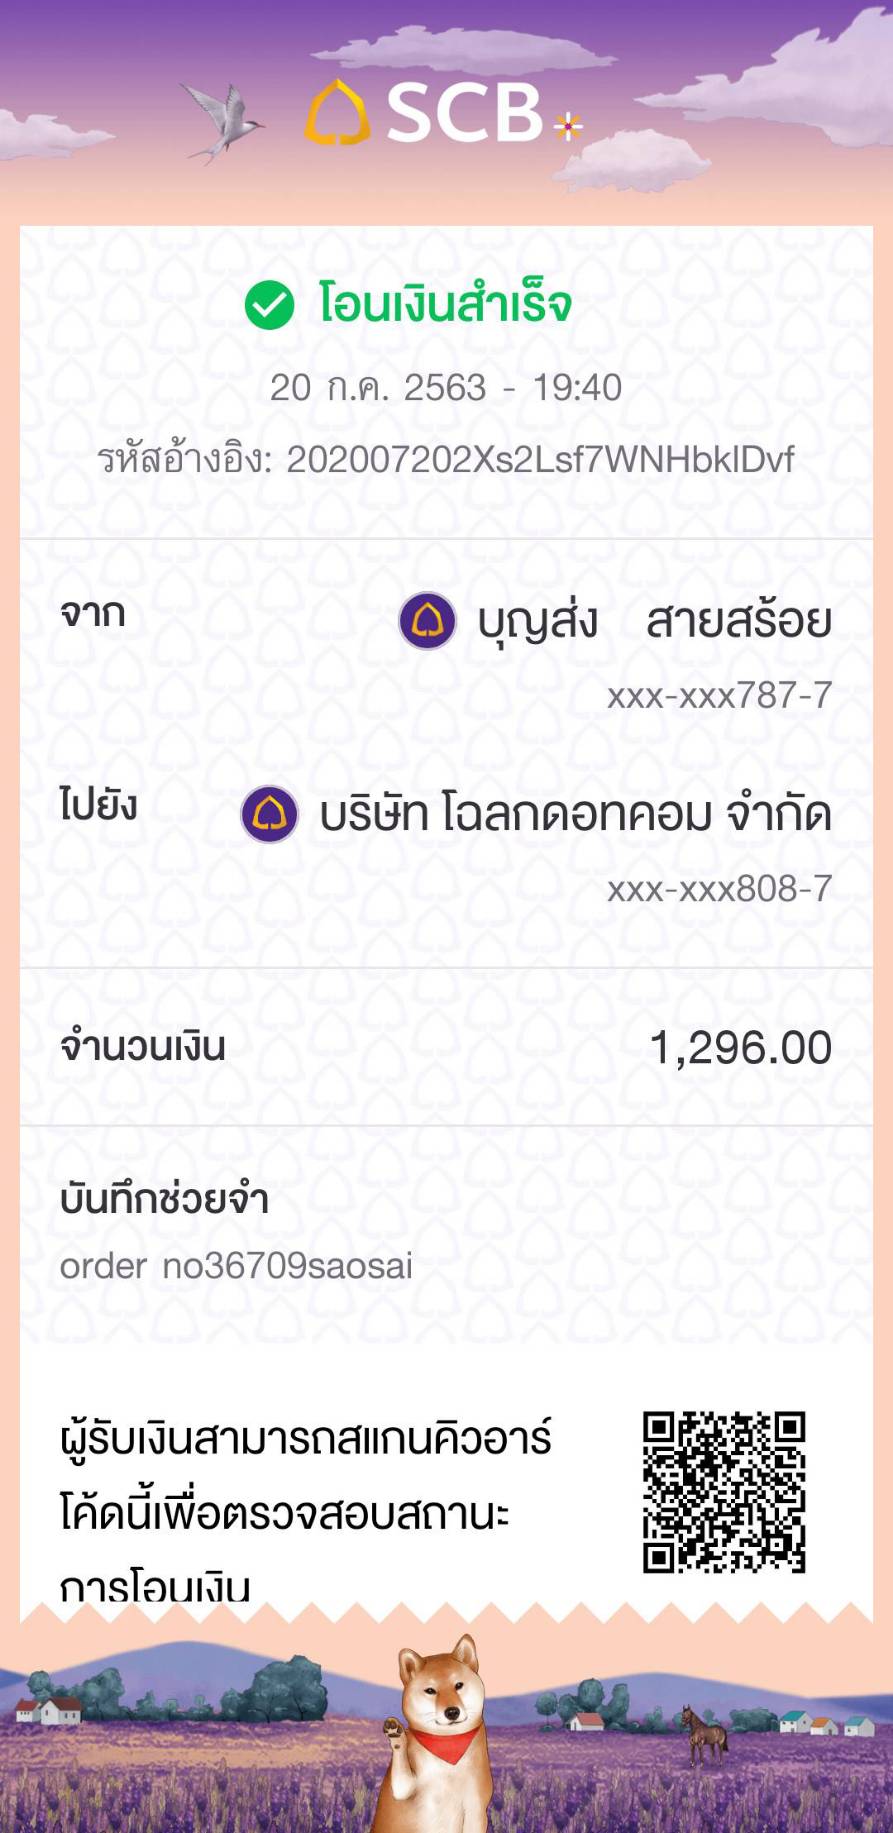 SCB
โอนเงินสำเร็จ
20 ก.ค. 2563 - 19:40
รหัสอ้างอิง: 202007202Xs2Lsf7WNHbklDvf
จาก
บุญส่ง สายสร้อย
xxx-xxx787-7
ไปยัง
บริษัท โฉลกดอทคอม จำกัด
xxx-xxx808-7
จำนวนเงิน 1,296.00
บันทึกช่วยจำ
order no36709saosai
ผู้รับเงินสามารถสแกนคิวอาร์
โค้ดนี้เพื่อตรวจสอบสถานะ
การโอนเงิน